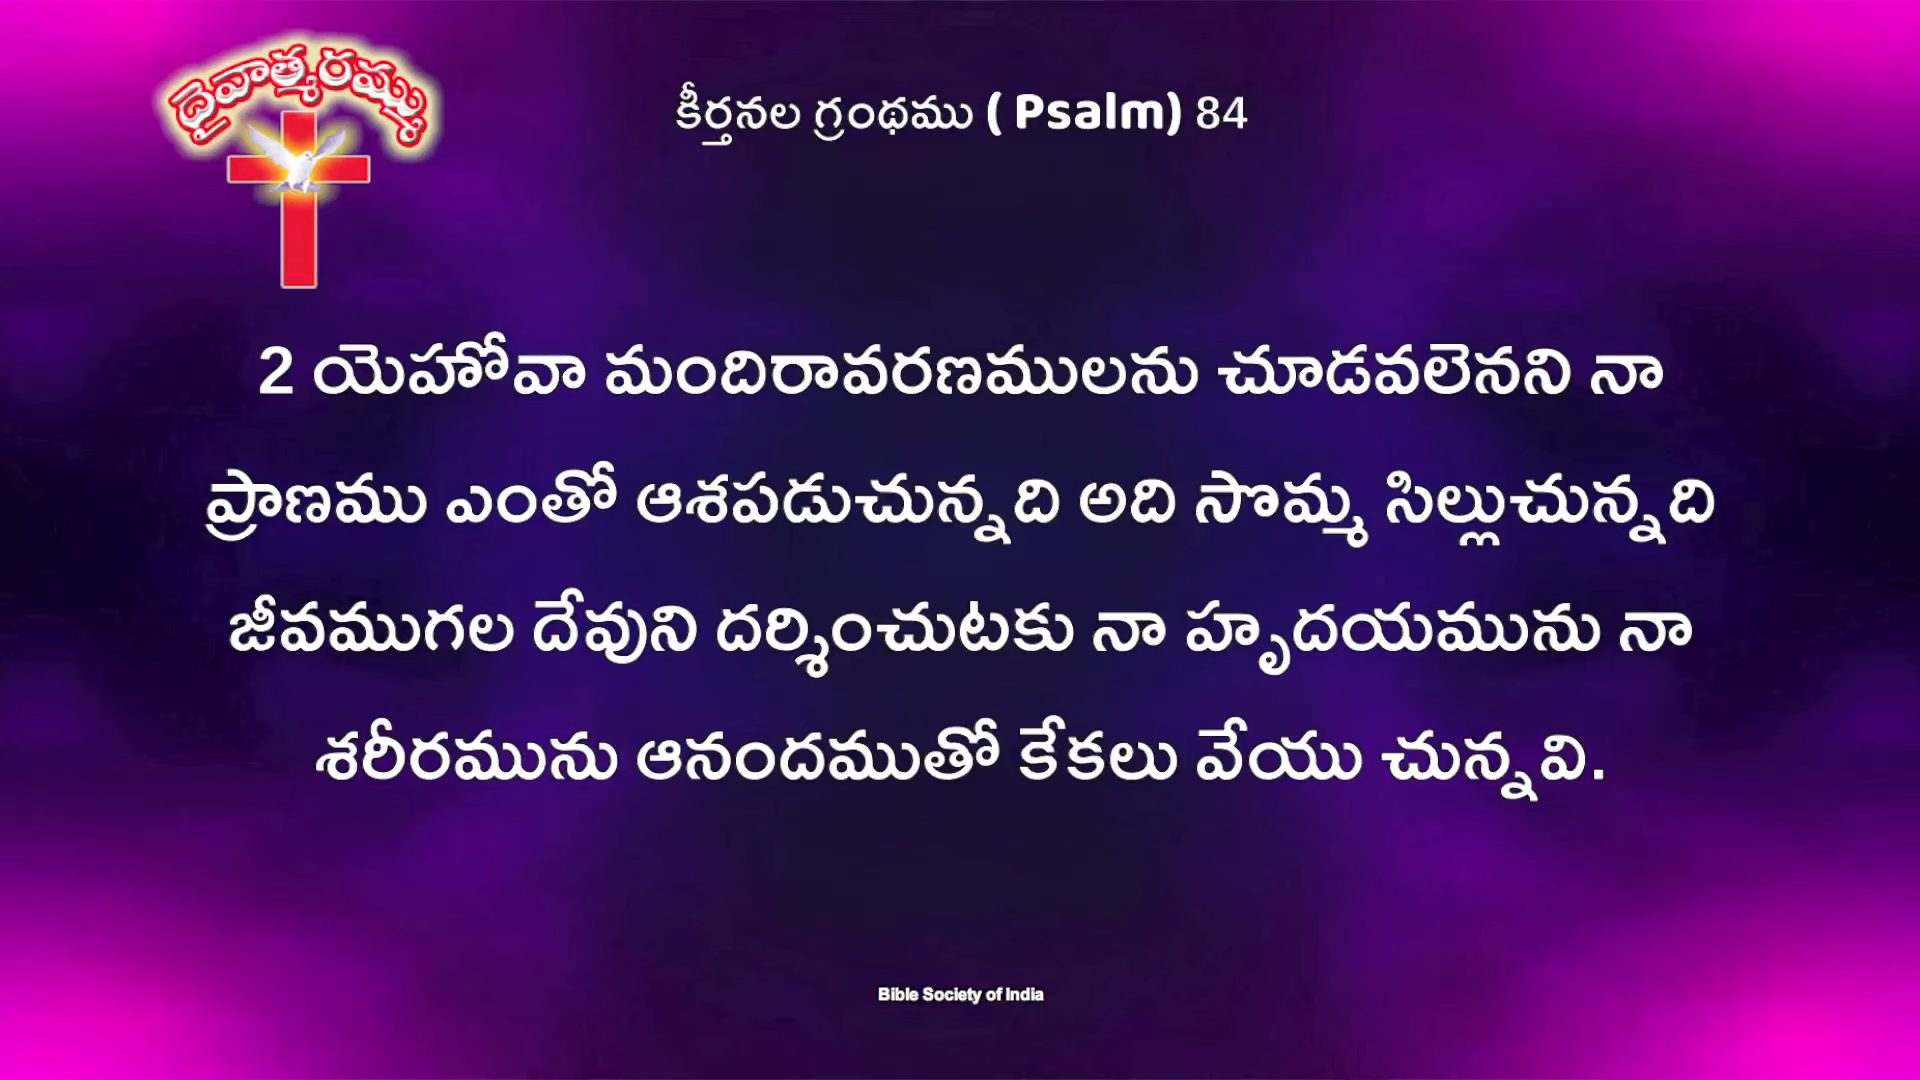 దైవాత్మరమ్ము
కీర్తనల గ్రంథము ( Psalm) 84
2 యెహోవా మందిరావరణములను చూడవలెనని నా
ప్రాణము ఎంతో ఆశపడుచున్నది అది సొమ్మ సిల్లుచున్నది
జీవముగల దేవుని దర్శించుటకు నా హృదయమును నా
శరీరమును ఆనందముతో కేకలు వేయు చున్నవి.
Bible Society of India